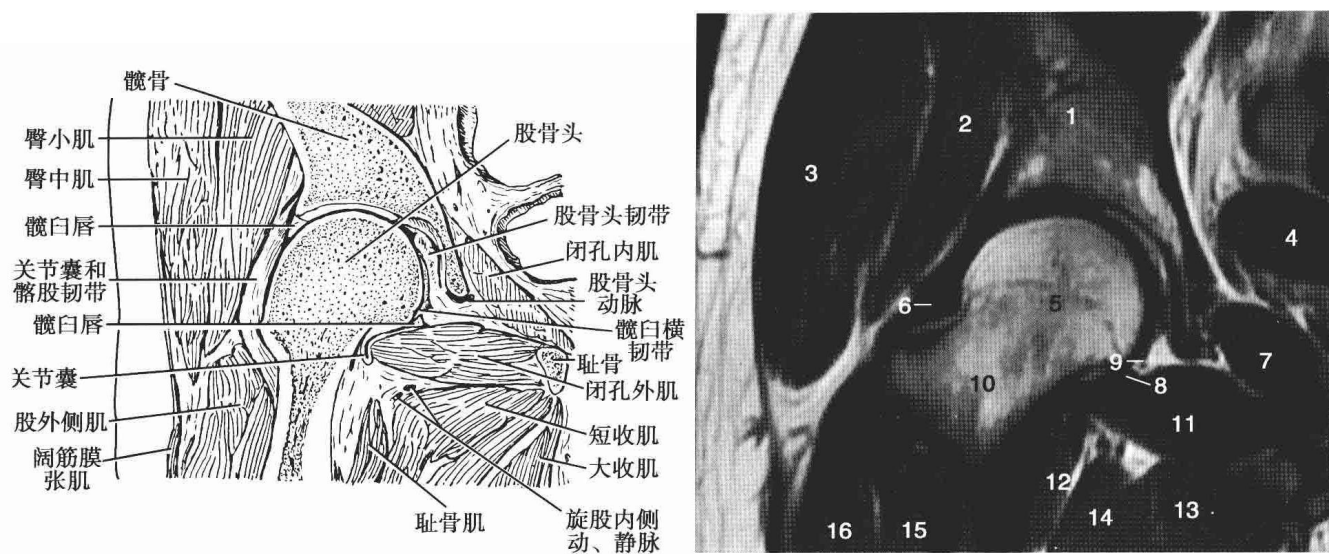 髋骨
臀小肌
臀中肌
髋臼唇
关节囊和
髂股韧带
髋臼唇
关节囊
股外侧肌
阔筋膜
张肌
耻骨肌
股骨头
股骨头韧带
闭孔内肌
股骨头
动脉
髋臼横
韧带
耻骨
闭孔外肌
短收肌
大收肌
旋股内侧
动、静脉
1
2
3
4
5
6
7
9
8
10
11
12
13
14
15
16